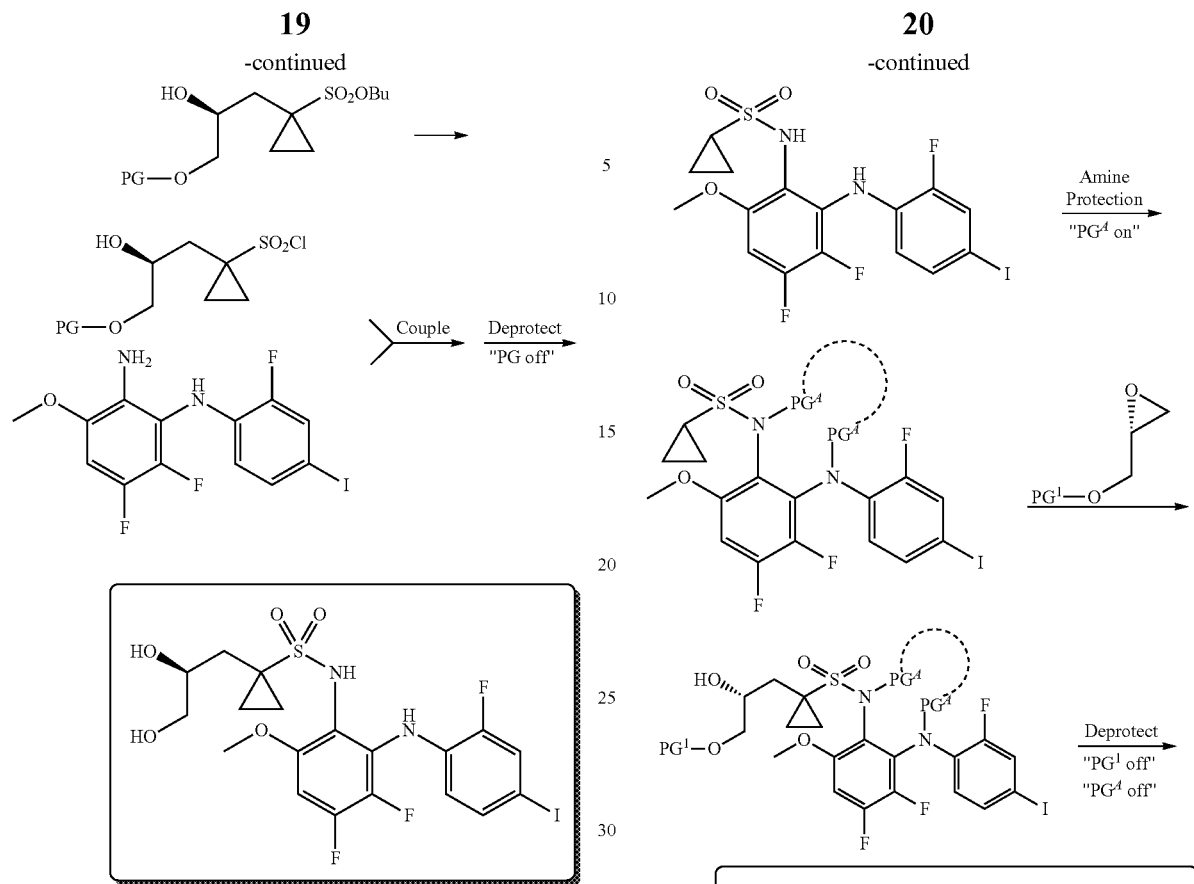 19
-continued
HO
SO2OBu
PG—O
HO
SO2Cl
PG—O
NH2
O
H
N
F
F
F
I
Couple
Deprotect
"PG off"
O
O
S
HO
NH
HO
O
H
N
F
F
F
I
5
10
15
20
25
30
20
-continued
O
O
S
NH
O
H
N
F
F
F
I
Amine
Protection
"PG^A on"
O
O
S
N
PG^A
PG^A
O
N
F
F
F
I
O
PG^1—O
O
O
S
HO
N
PG^A
PG^A
PG^1—O
O
N
F
F
F
I
Deprotect
"PG^1 off"
"PG^A off"